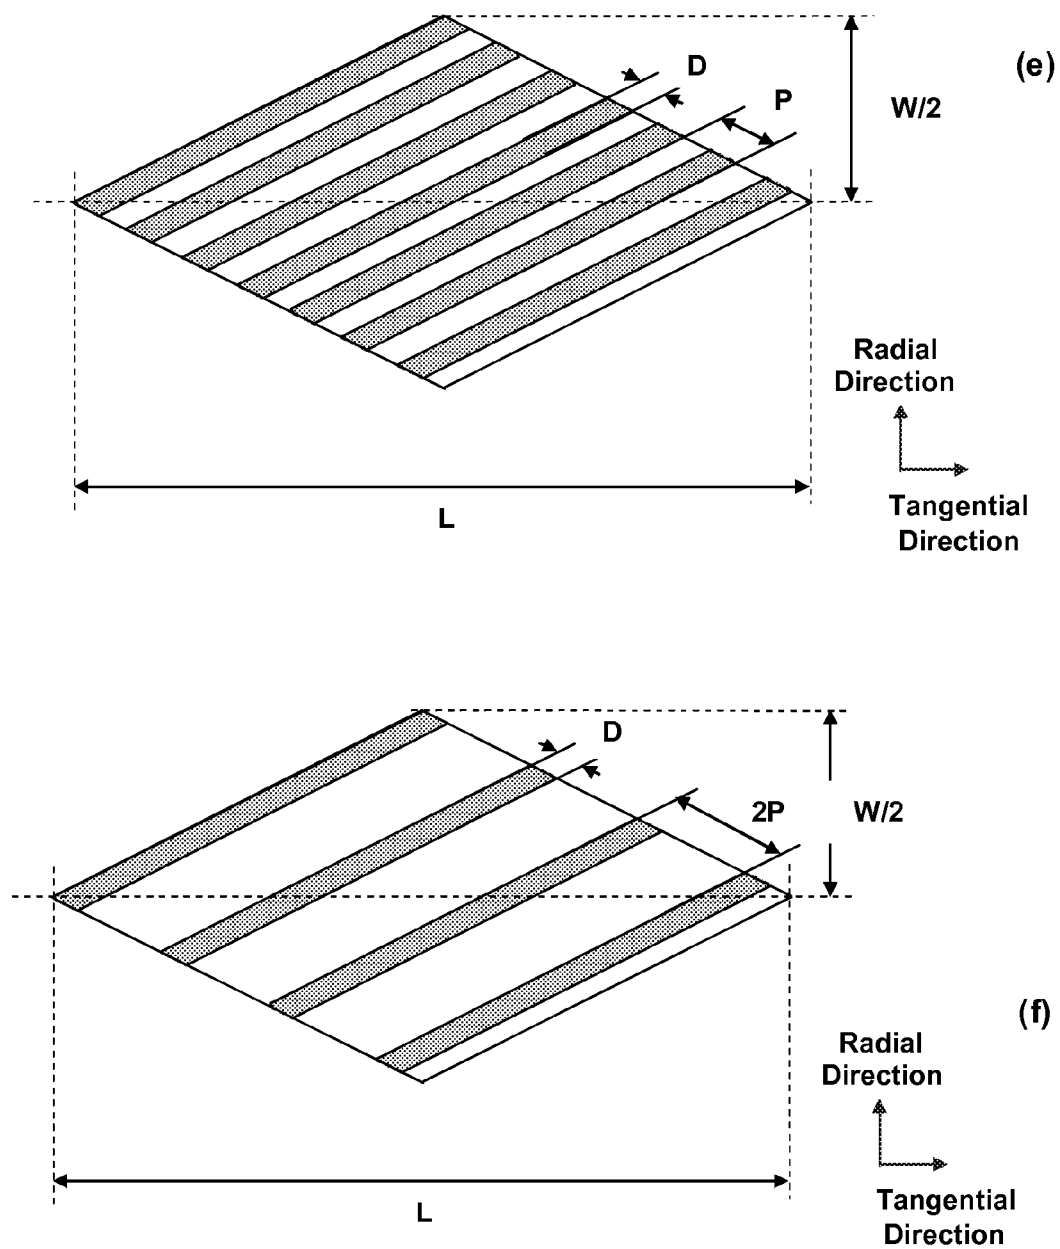 (e)
D
P
W/2
Radial
Direction
Tangential
Direction
L
D
2P
W/2
(f)
Radial
Direction
Tangential
Direction
L